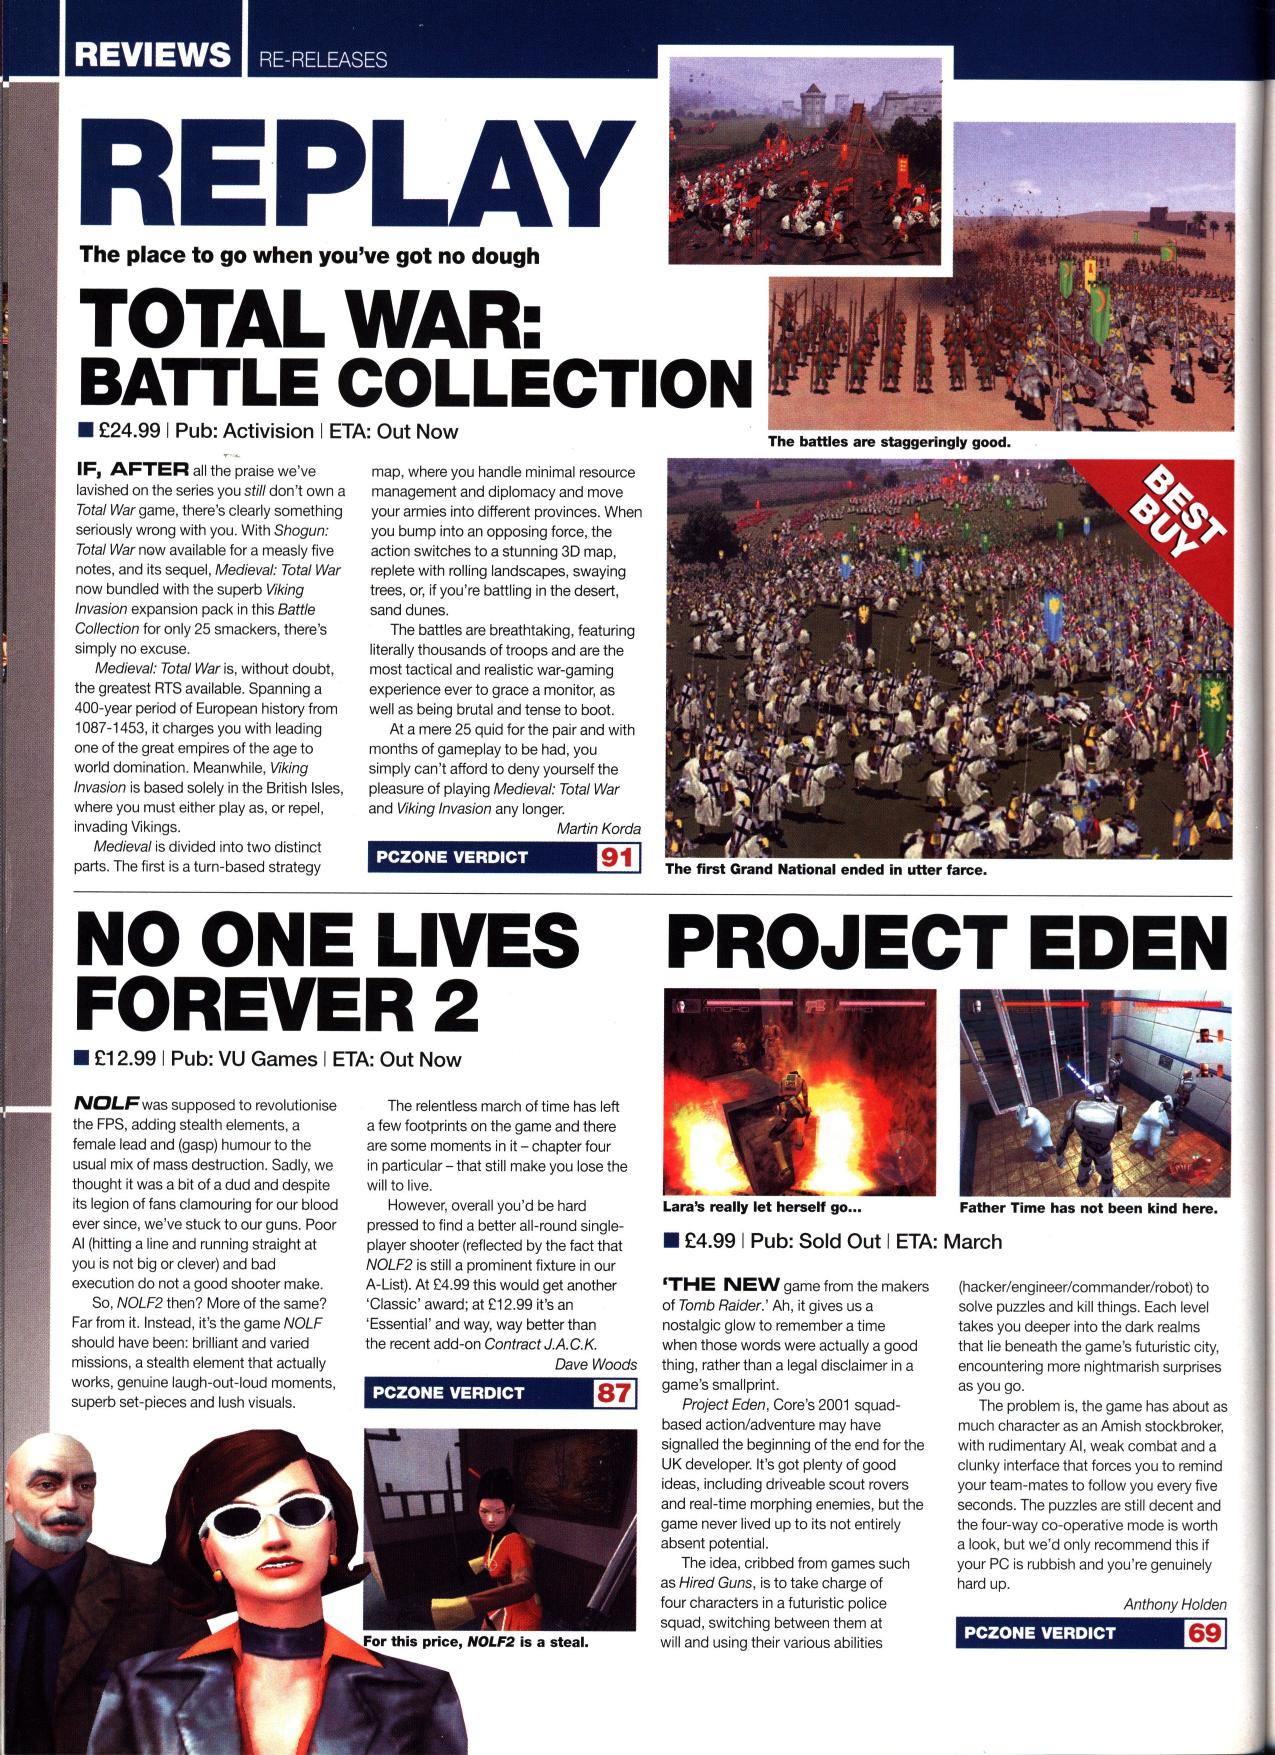 REVIEWS RE-RELEASES
REPLAY
The place to go when you've got no dough
TOTAL WAR:
BATTLE COLLECTION
£24.99 | Pub: Activision | ETA: Out Now
The battles are staggeringly good.
BEST
BUY
IF, AFTER all the praise we've
lavished on the series you still don't own a
Total War game, there's clearly something
seriously wrong with you. With Shogun:
Total War now available for a measly five
notes, and its sequel, Medieval: Total War
now bundled with the superb Viking
Invasion expansion pack in this Battle
Collection for only 25 smackers, there's
simply no excuse.
Medieval: Total War is, without doubt,
the greatest RTS available. Spanning a
400-year period of European history from
1087-1453, it charges you with leading
one of the great empires of the age to
world domination. Meanwhile, Viking
Invasion is based solely in the British Isles,
where you must either play as, or repel,
invading Vikings.
Medieval is divided into two distinct
parts. The first is a turn-based strategy
map, where you handle minimal resource
management and diplomacy and move
your armies into different provinces. When
you bump into an opposing force, the
action switches to a stunning 3D map,
replete with rolling landscapes, swaying
trees, or, if you're battling in the desert,
sand dunes.
The battles are breathtaking, featuring
literally thousands of troops and are the
most tactical and realistic war-gaming
experience ever to grace a monitor, as
well as being brutal and tense to boot.
At a mere 25 quid for the pair and with
months of gameplay to be had, you
simply can't afford to deny yourself the
pleasure of playing Medieval: Total War
and Viking Invasion any longer.
Martin Korda
PCZONE VERDICT 91
The first Grand National ended in utter farce.
NO ONE LIVES
FOREVER 2
£12.99 | Pub: VU Games | ETA: Out Now
NOLF was supposed to revolutionise
the FPS, adding stealth elements, a
female lead and (gasp) humour to the
usual mix of mass destruction. Sadly, we
thought it was a bit of a dud and despite
its legion of fans clamouring for our blood
ever since, we've stuck to our guns. Poor
AI (hitting a line and running straight at
you is not big or clever) and bad
execution do not a good shooter make.
So, NOLF2 then? More of the same?
Far from it. Instead, it's the game NOLF
should have been: brilliant and varied
missions, a stealth element that actually
works, genuine laugh-out-loud moments,
superb set-pieces and lush visuals.
The relentless march of time has left
a few footprints on the game and there
are some moments in it – chapter four
in particular – that still make you lose the
will to live.
However, overall you'd be hard
pressed to find a better all-round single-
player shooter (reflected by the fact that
NOLF2 is still a prominent fixture in our
A-List). At £4.99 this would get another
'Classic' award; at £12.99 it's an
'Essential' and way, way better than
the recent add-on Contract J.A.C.K.
Dave Woods
PCZONE VERDICT 87
For this price, NOLF2 is a steal.
PROJECT EDEN
Lara's really let herself go...
Father Time has not been kind here.
£4.99 | Pub: Sold Out | ETA: March
'THE NEW game from the makers
of Tomb Raider.' Ah, it gives us a
nostalgic glow to remember a time
when those words were actually a good
thing, rather than a legal disclaimer in a
game's smallprint.
Project Eden, Core's 2001 squad-
based action/adventure may have
signalled the beginning of the end for the
UK developer. It's got plenty of good
ideas, including driveable scout rovers
and real-time morphing enemies, but the
game never lived up to its not entirely
absent potential.
The idea, cribbed from games such
as Hired Guns, is to take charge of
four characters in a futuristic police
squad, switching between them at
will and using their various abilities
(hacker/engineer/commander/robot) to
solve puzzles and kill things. Each level
takes you deeper into the dark realms
that lie beneath the game's futuristic city,
encountering more nightmarish surprises
as you go.
The problem is, the game has about as
much character as an Amish stockbroker,
with rudimentary AI, weak combat and a
clunky interface that forces you to remind
your team-mates to follow you every five
seconds. The puzzles are still decent and
the four-way co-operative mode is worth
a look, but we'd only recommend this if
your PC is rubbish and you're genuinely
hard up.
Anthony Holden
PCZONE VERDICT 69